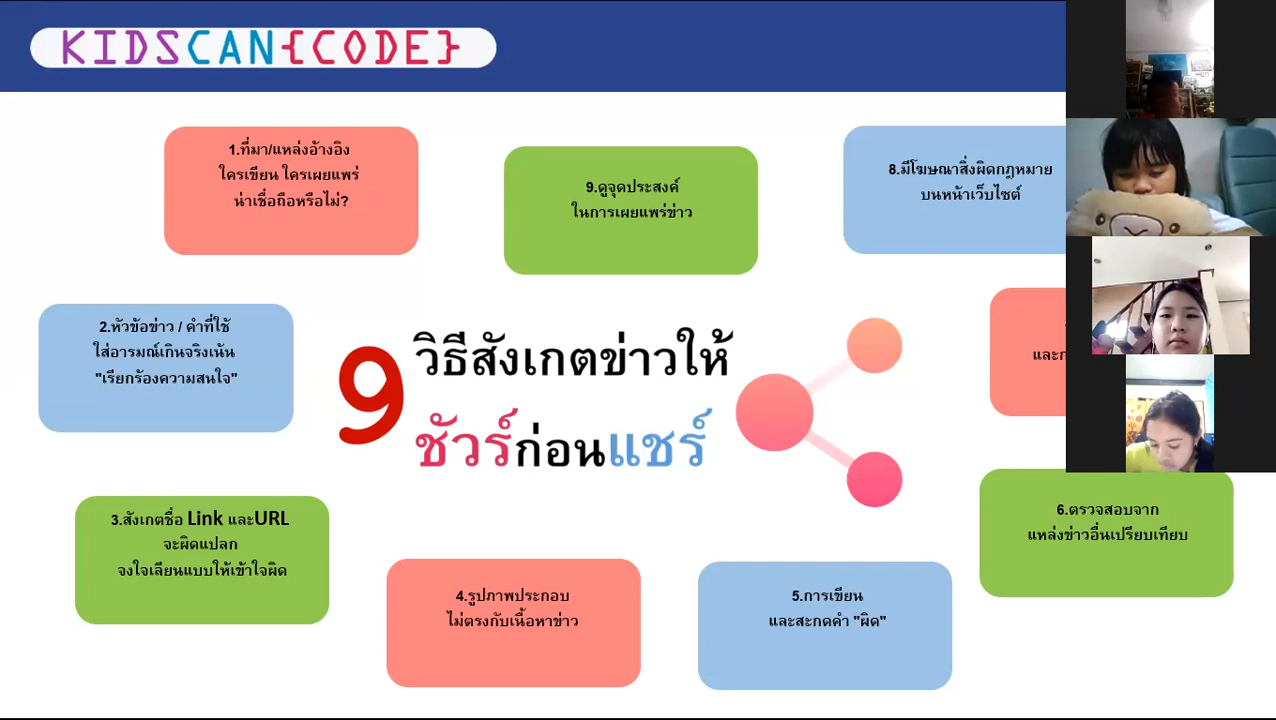 KIDSCAN{CODE}
1.ที่มา/แหล่งอ้างอิง
ใครเขียน ใครเผยแพร่
น่าเชื่อถือหรือไม่?
9.ดูจุดประสงค์
ในการเผยแพร่ข่าว
8.มีโฆษณาสิ่งผิดกฎหมาย
บนหน้าเว็บไซต์
2.หัวข้อข่าว / คำที่ใช้
ใส่อารมณ์เกินจริงเน้น
"เรียกร้องความสนใจ"
9 วิธีสังเกตข่าวให้
ชัวร์ก่อนแชร์
3.สังเกตชื่อ Link และURL
จะผิดแปลก
จงใจเลียนแบบให้เข้าใจผิด
4.รูปภาพประกอบ
ไม่ตรงกับเนื้อหาข่าว
5.การเขียน
และสะกดคำ "ผิด"
6.ตรวจสอบจาก
แหล่งข่าวอื่นเปรียบเทียบ